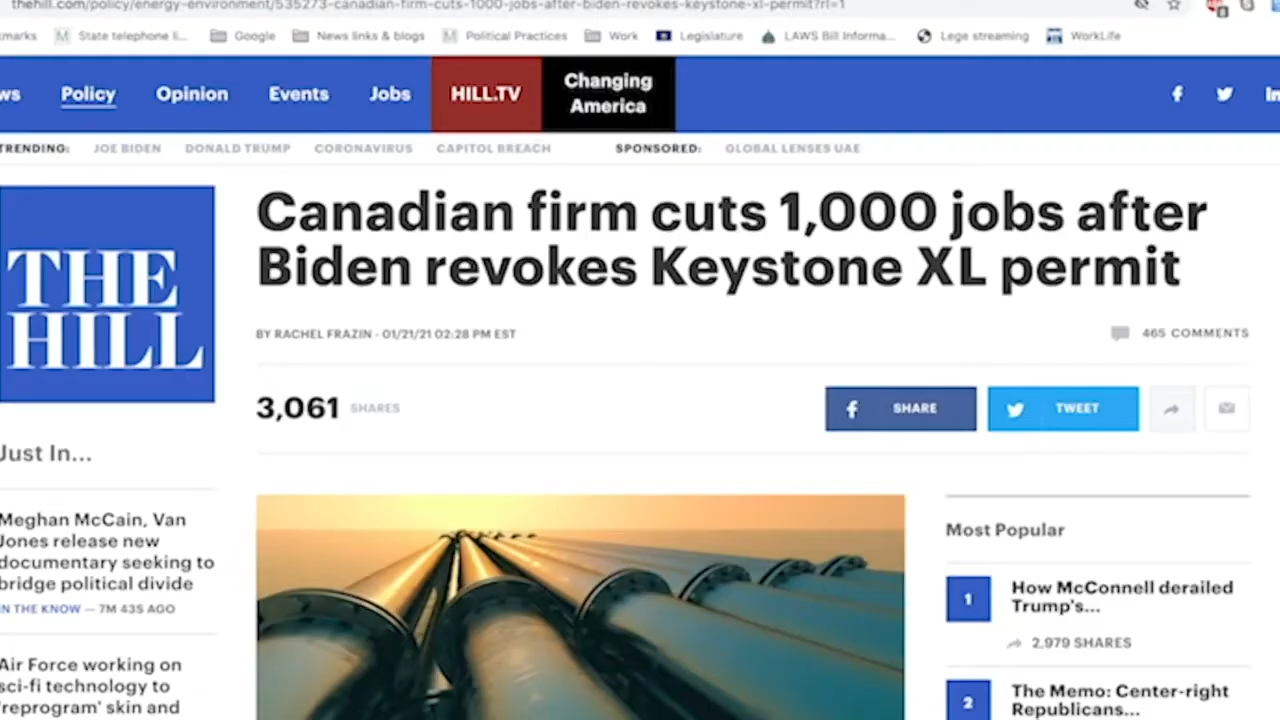 thehill.com/policy/energy-environment/535273-canadian-firm-cuts-1000-jobs-after-biden-revokes-keystone-xl-permit?rl=1
State telephone li... Google News links & blogs Political Practices Work Legislature LAWS Bill Informa... Lege streaming WorkLife
Policy Opinion Events Jobs HILL.TV Changing America
TRENDING: JOE BIDEN DONALD TRUMP CORONAVIRUS CAPITOL BREACH SPONSORED: GLOBAL LENSES UAE
THE
HILL
Canadian firm cuts 1,000 jobs after
Biden revokes Keystone XL permit
BY RACHEL FRAZIN - 01/21/21 02:28 PM EST
465 COMMENTS
3,061 SHARES
SHARE
TWEET
Just In...
Meghan McCain, Van
Jones release new
documentary seeking to
bridge political divide
IN THE KNOW — 7M 43S AGO
Air Force working on
sci-fi technology to
'reprogram' skin and
Most Popular
1 How McConnell derailed
Trump's...
2,979 SHARES
2 The Memo: Center-right
Republicans...